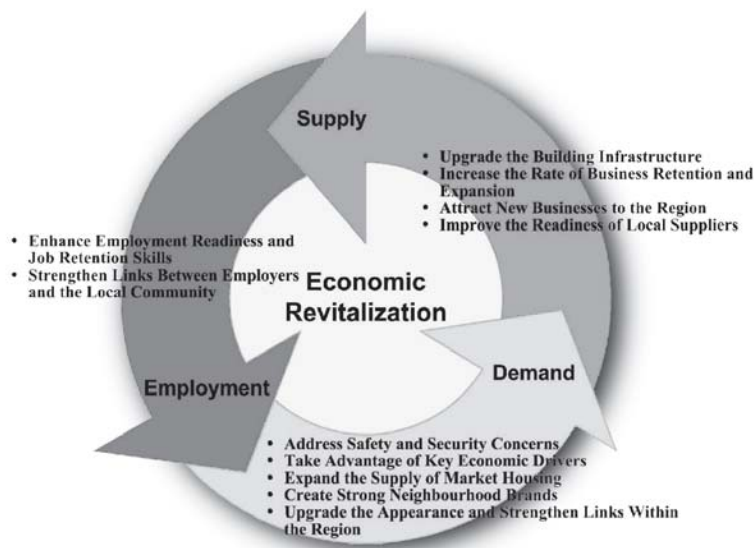 Supply
• Upgrade the Building Infrastructure
• Increase the Rate of Business Retention and
Expansion
• Attract New Businesses to the Region
• Improve the Readiness of Local Suppliers
• Enhance Employment Readiness and
Job Retention Skills
• Strengthen Links Between Employers
and the Local Community
Economic
Revitalization
Employment
Demand
• Address Safety and Security Concerns
• Take Advantage of Key Economic Drivers
• Expand the Supply of Market Housing
• Create Strong Neighbourhood Brands
• Upgrade the Appearance and Strengthen Links Within
the Region